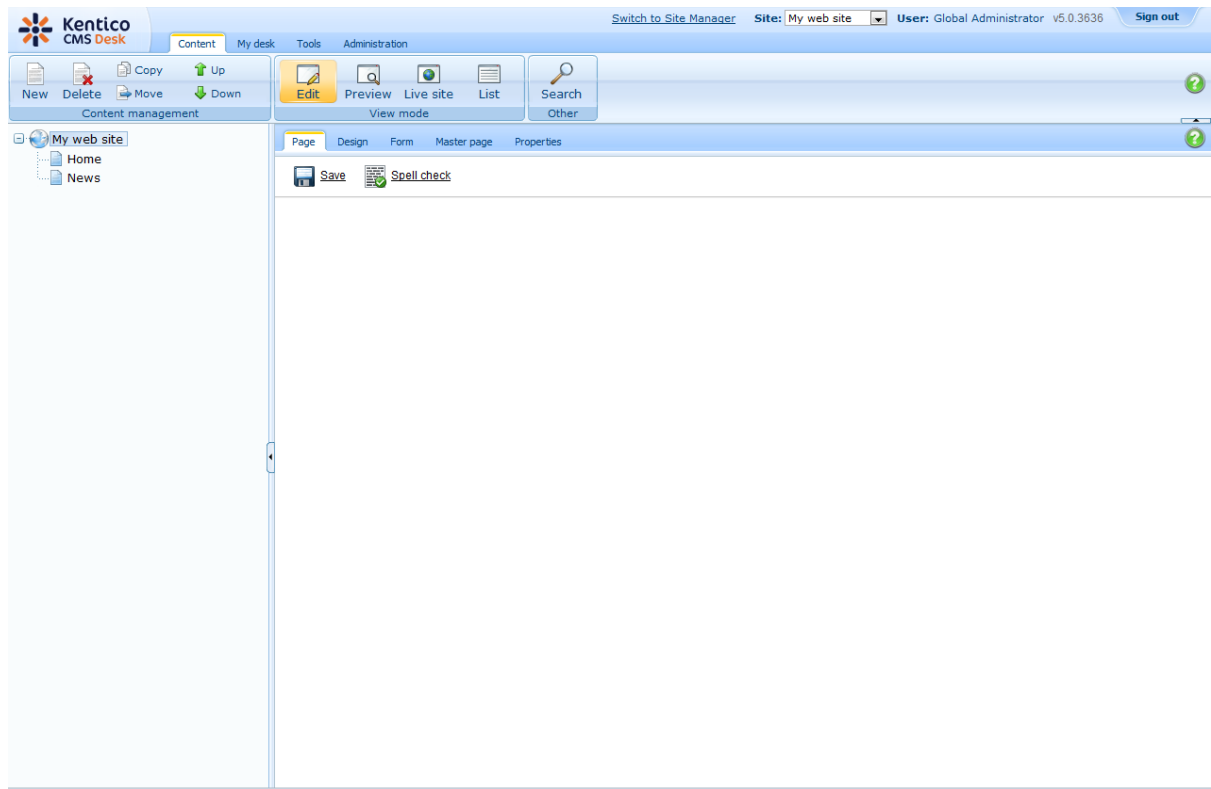 Kentico
CMS Desk
Switch to Site Manager Site: My web site User: Global Administrator v5.0.3636 Sign out
Content My desk Tools Administration
New Delete Copy Move Up Down
Content management
Edit Preview Live site List
View mode
Search
Other
My web site
Home
News
Page Design Form Master page Properties
Save Spell check